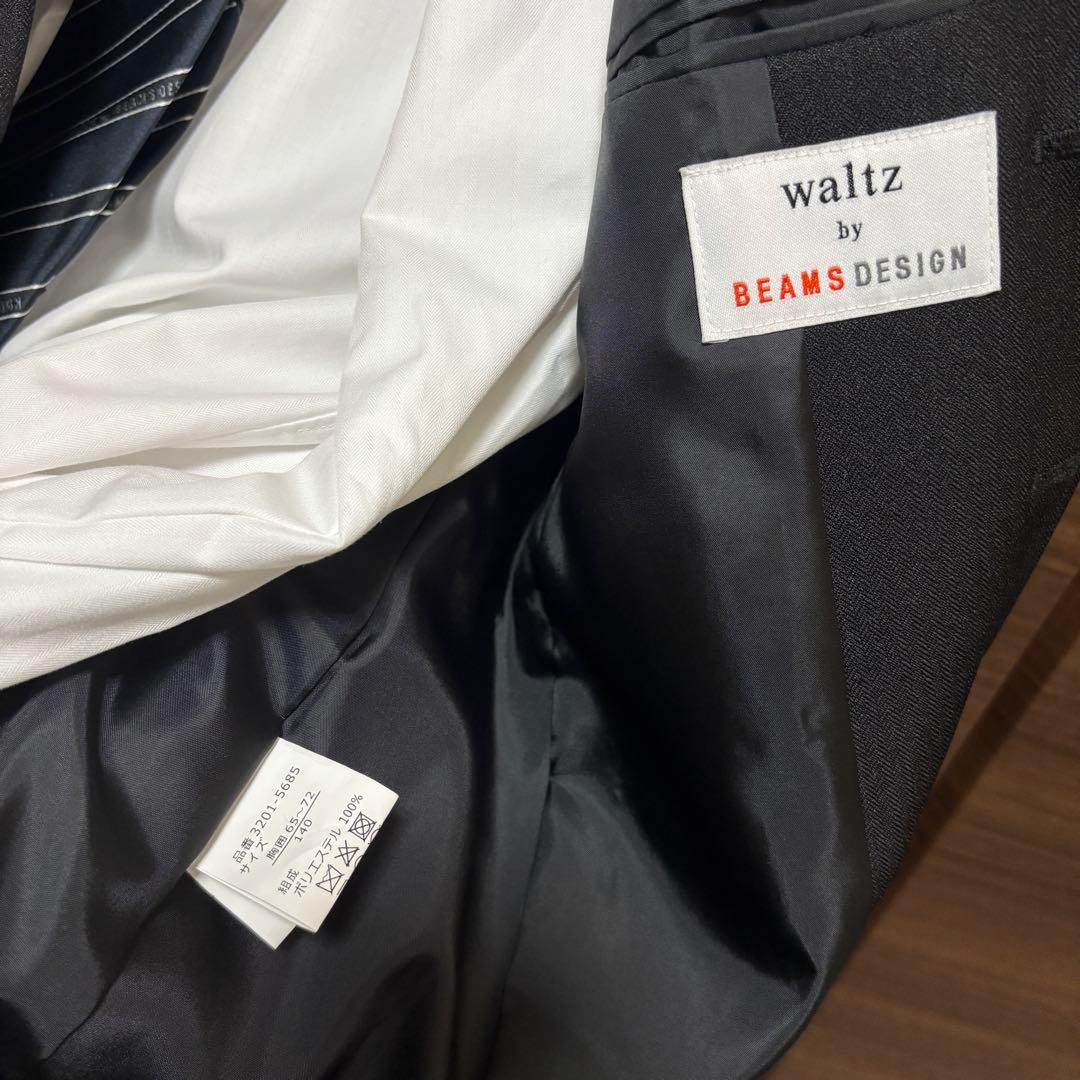 waltz
by
BEAMS DESIGN
品番 3201-5685
サイズ
胸囲 65~72
140
組成
ポリエステル 100%